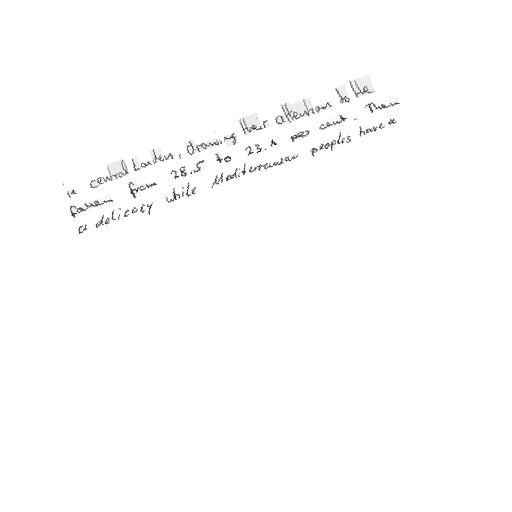 in central London, drawing their attention to the
fallen from 28.5 to 23.1 per cent. Than
a delicacy while Mediterranean peoples have a